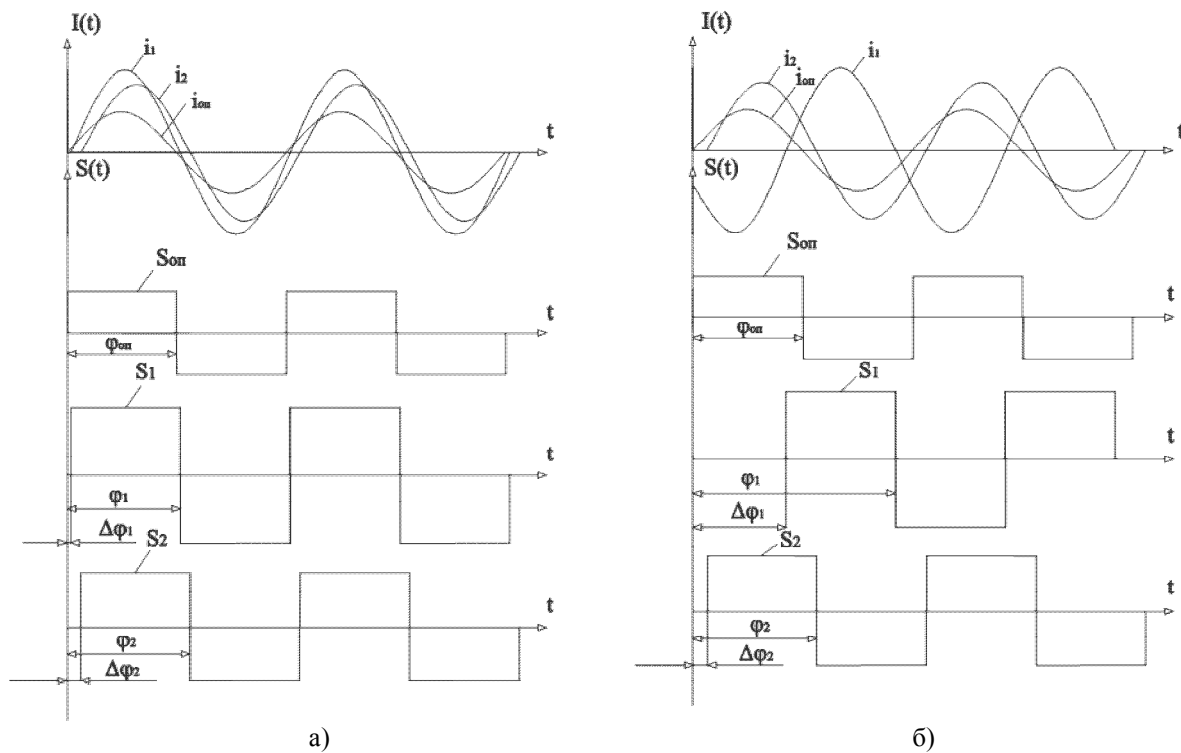 I(t)
i₁
i₂
iоп
t
S(t)
Sоп
t
φоп
S₁
t
φ₁
Δφ₁
S₂
t
φ₂
Δφ₂
а)
I(t)
i₂
iоп
i₁
t
S(t)
Sоп
t
φоп
S₁
t
φ₁
Δφ₁
S₂
t
φ₂
Δφ₂
б)